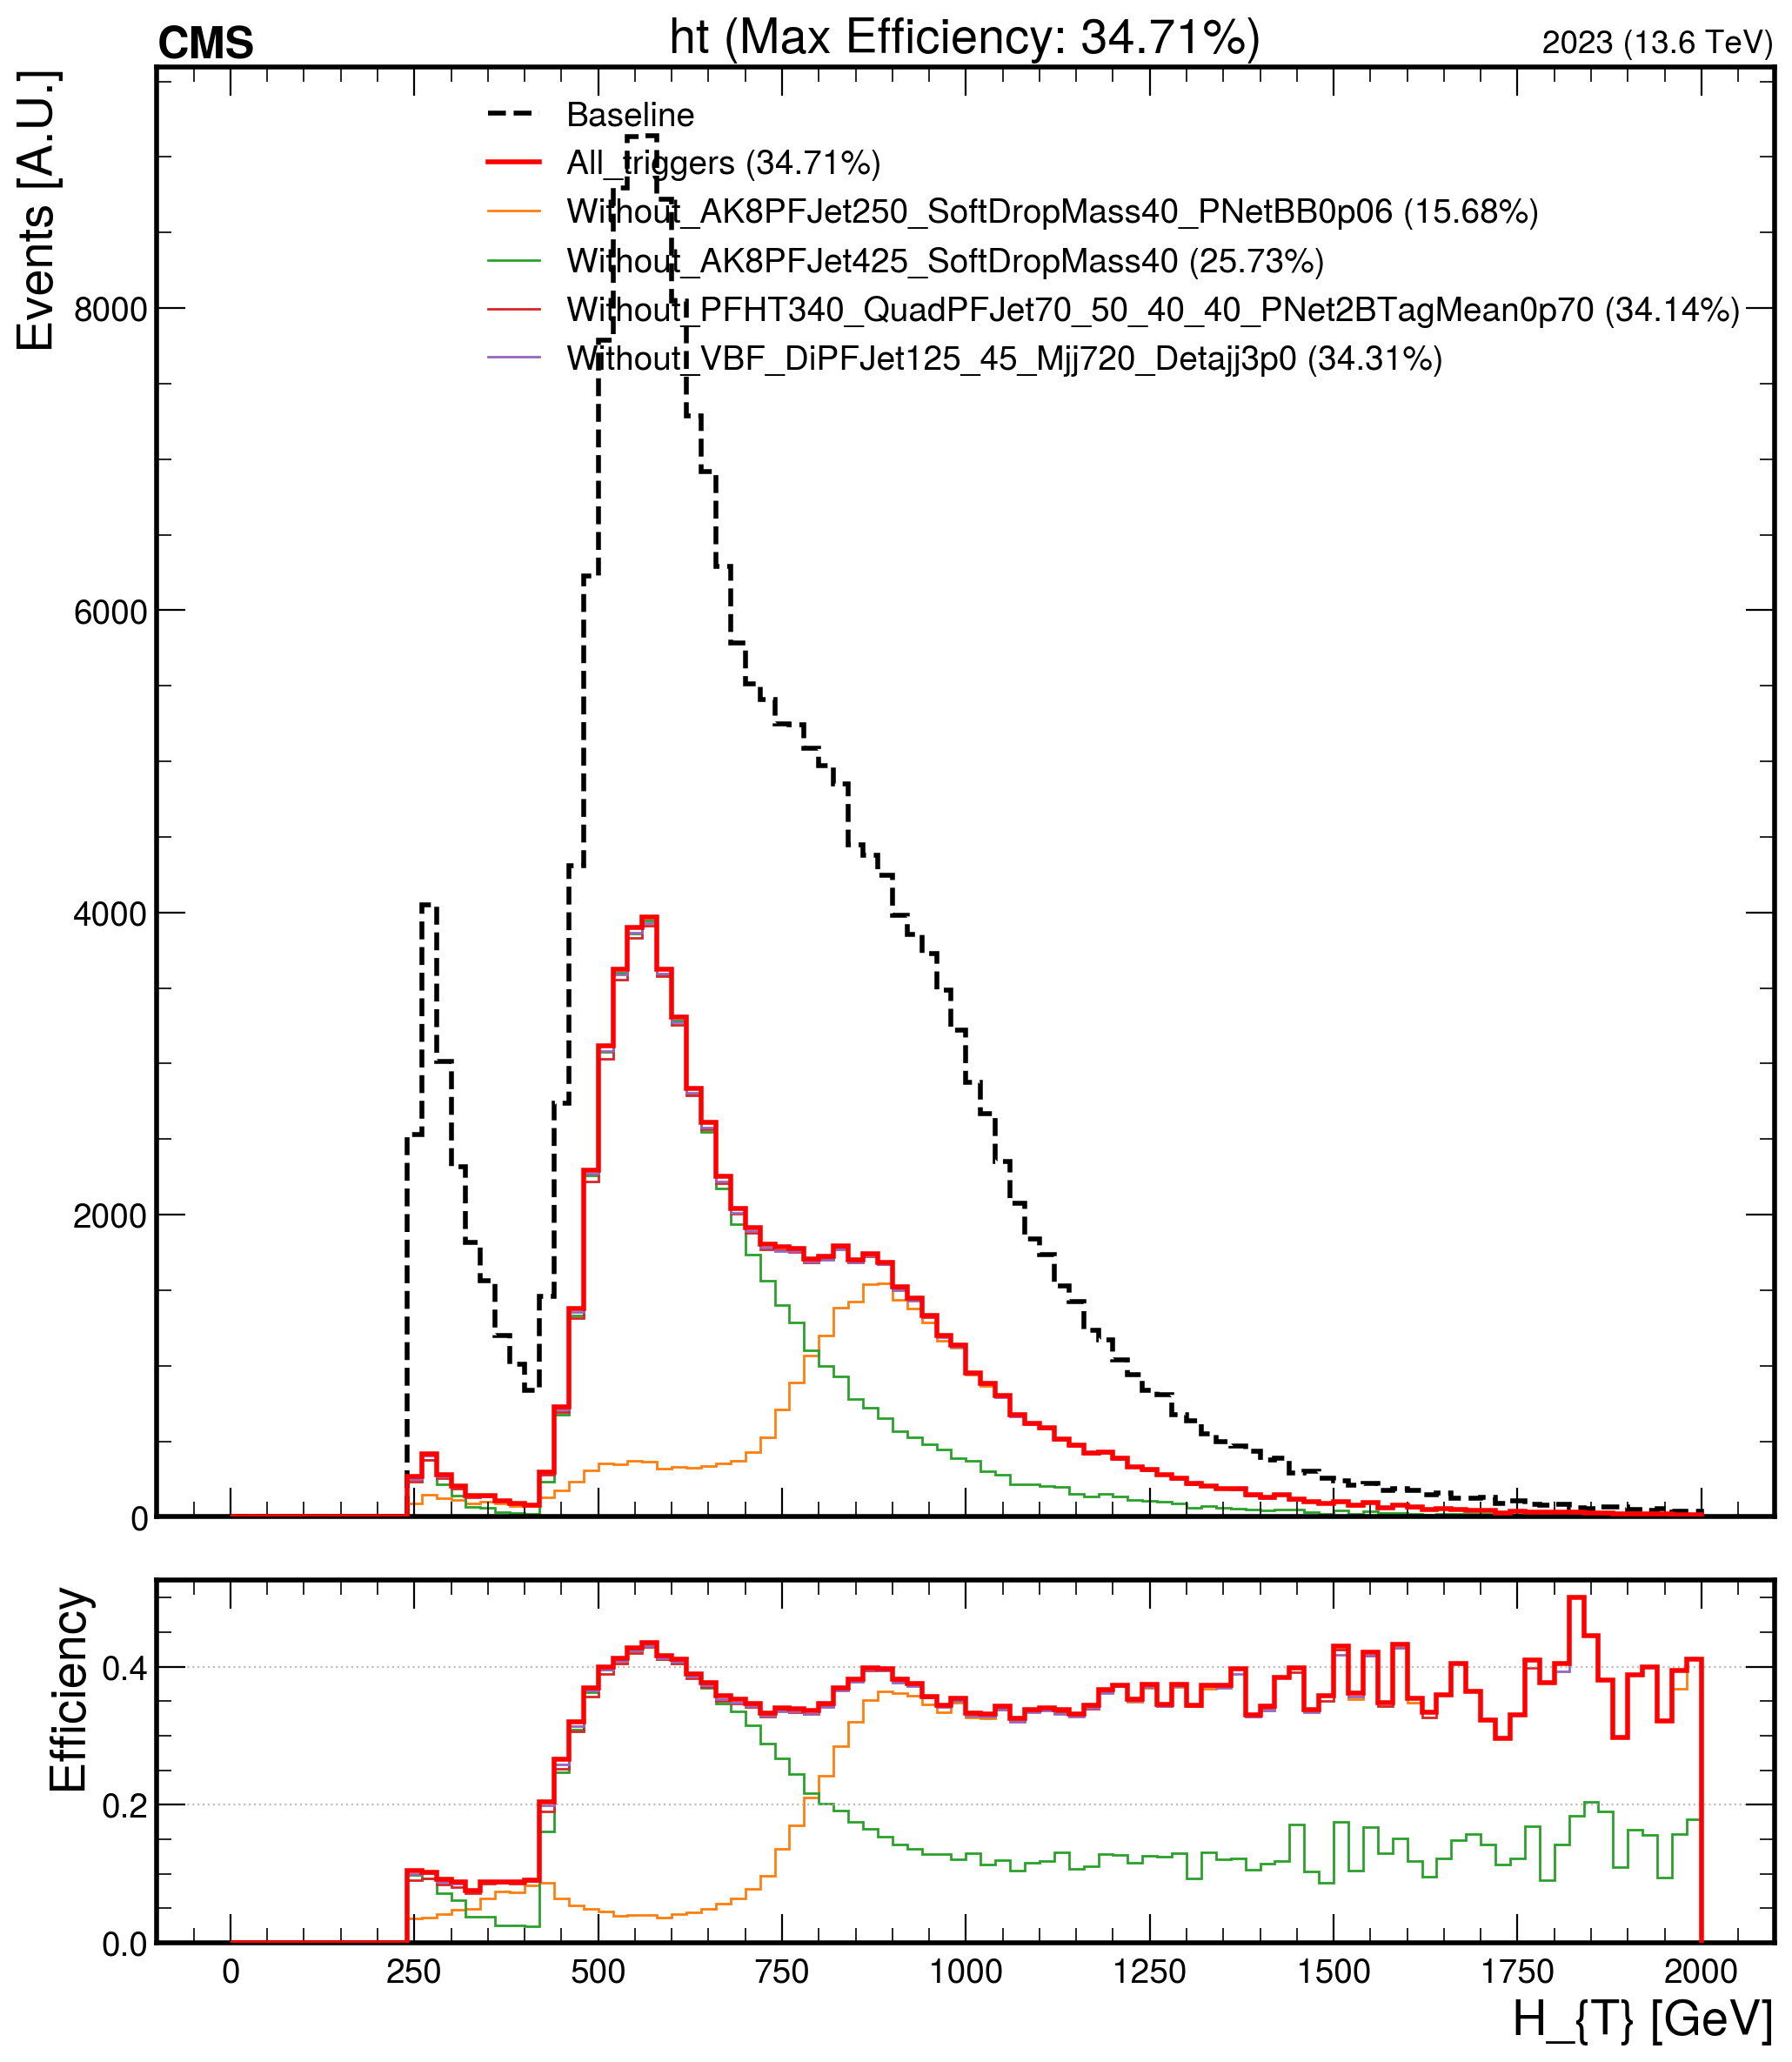 CMS ht (Max Efficiency: 34.71%) 2023 (13.6 TeV)
Events [A.U.]
Baseline
All_triggers (34.71%)
Without_AK8PFJet250_SoftDropMass40_PNetBB0p06 (15.68%)
Without_AK8PFJet425_SoftDropMass40 (25.73%)
Without_PFHT340_QuadPFJet70_50_40_40_PNet2BTagMean0p70 (34.14%)
Without_VBF_DiPFJet125_45_Mjj720_Detajj3p0 (34.31%)
8000
6000
4000
2000
0
Efficiency
0.4
0.2
0.0
0 250 500 750 1000 1250 1500 1750 2000
H_{T} [GeV]